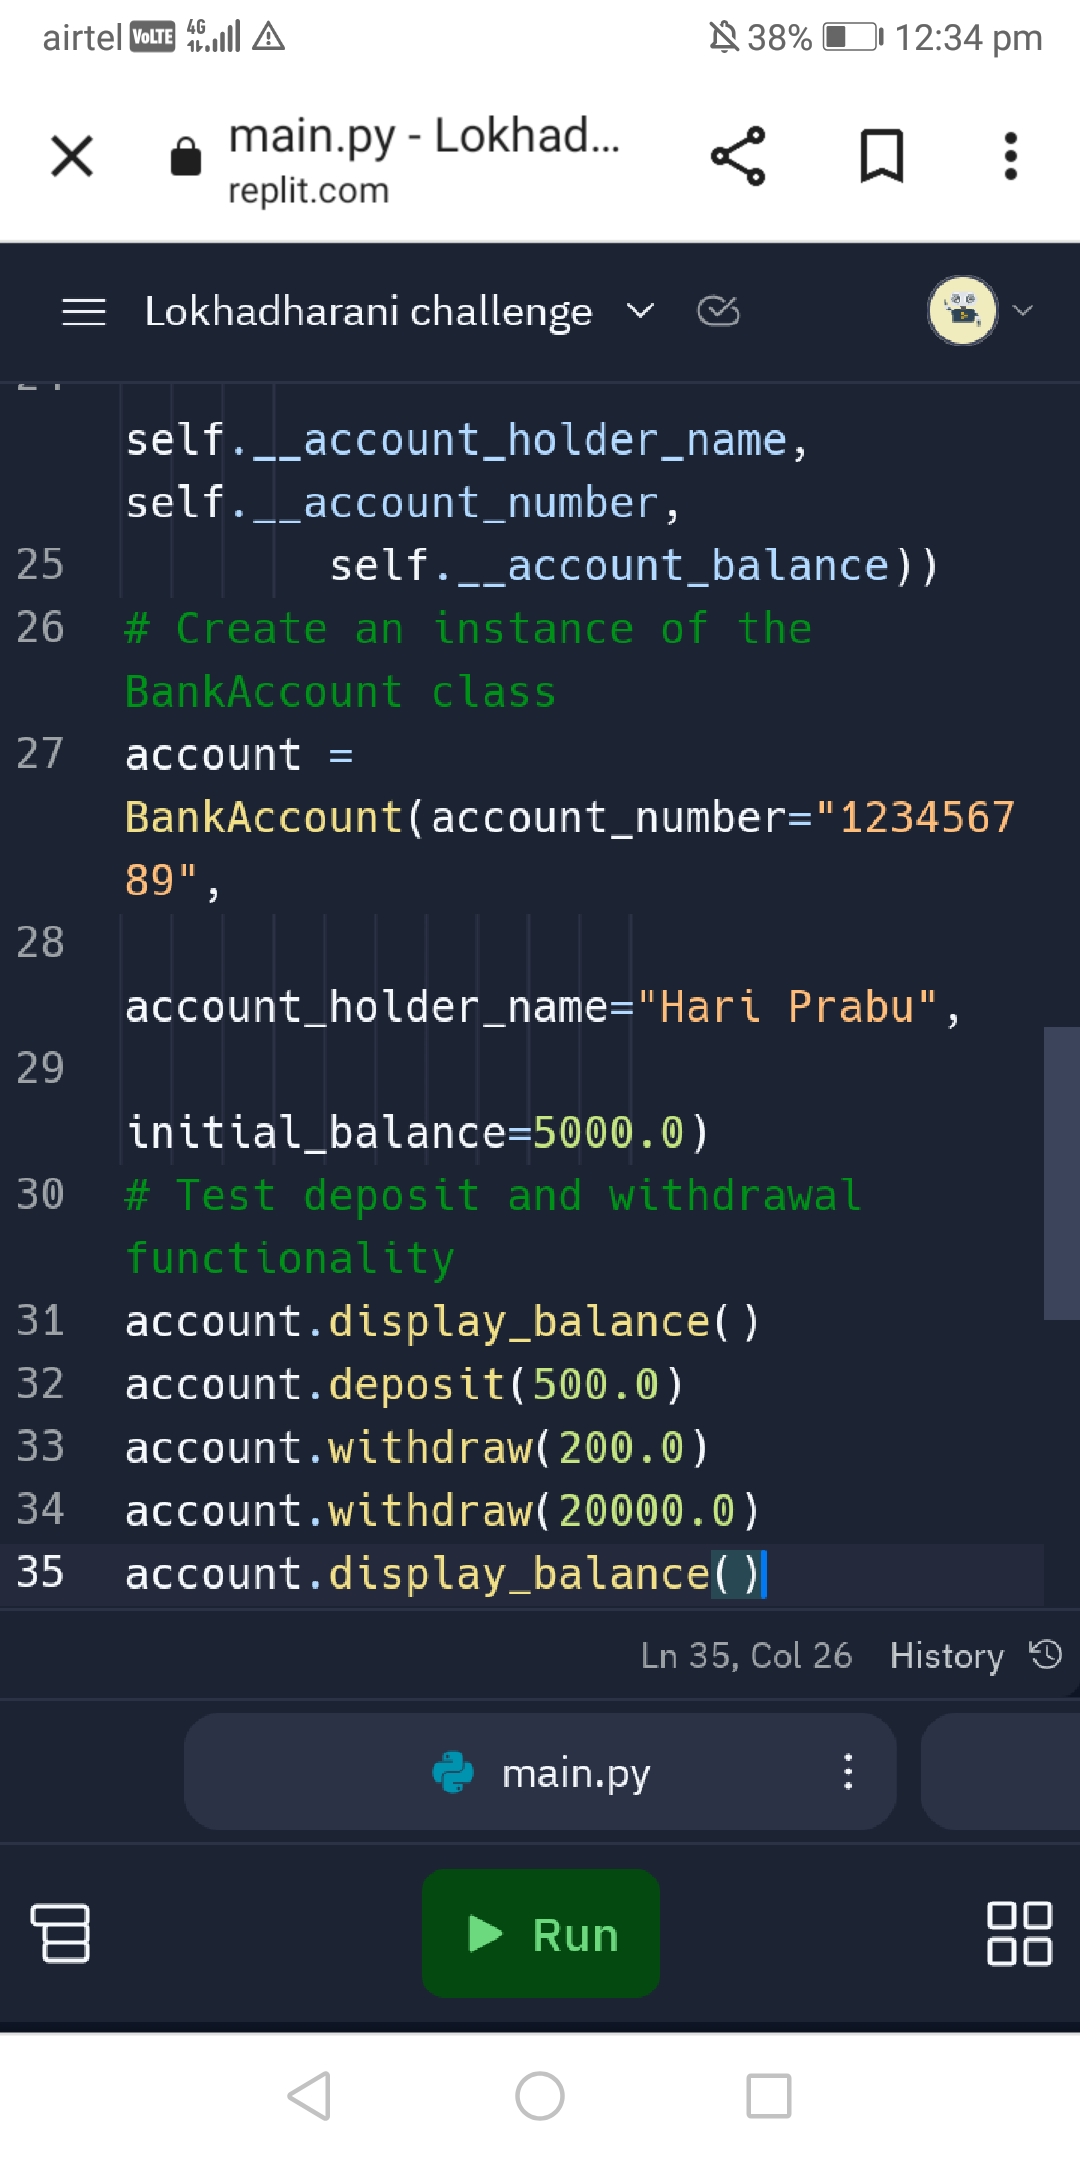 airtel VoLTE 4G 38% 12:34 pm
main.py - Lokhad...
replit.com
Lokhadharani challenge
self.__account_holder_name,
self.__account_number,
25 self.__account_balance))
26 # Create an instance of the
BankAccount class
27 account =
BankAccount(account_number="1234567
89",
28
account_holder_name="Hari Prabu",
29
initial_balance=5000.0)
30 # Test deposit and withdrawal
functionality
31 account.display_balance()
32 account.deposit(500.0)
33 account.withdraw(200.0)
34 account.withdraw(20000.0)
35 account.display_balance()
Ln 35, Col 26 History
main.py
Run